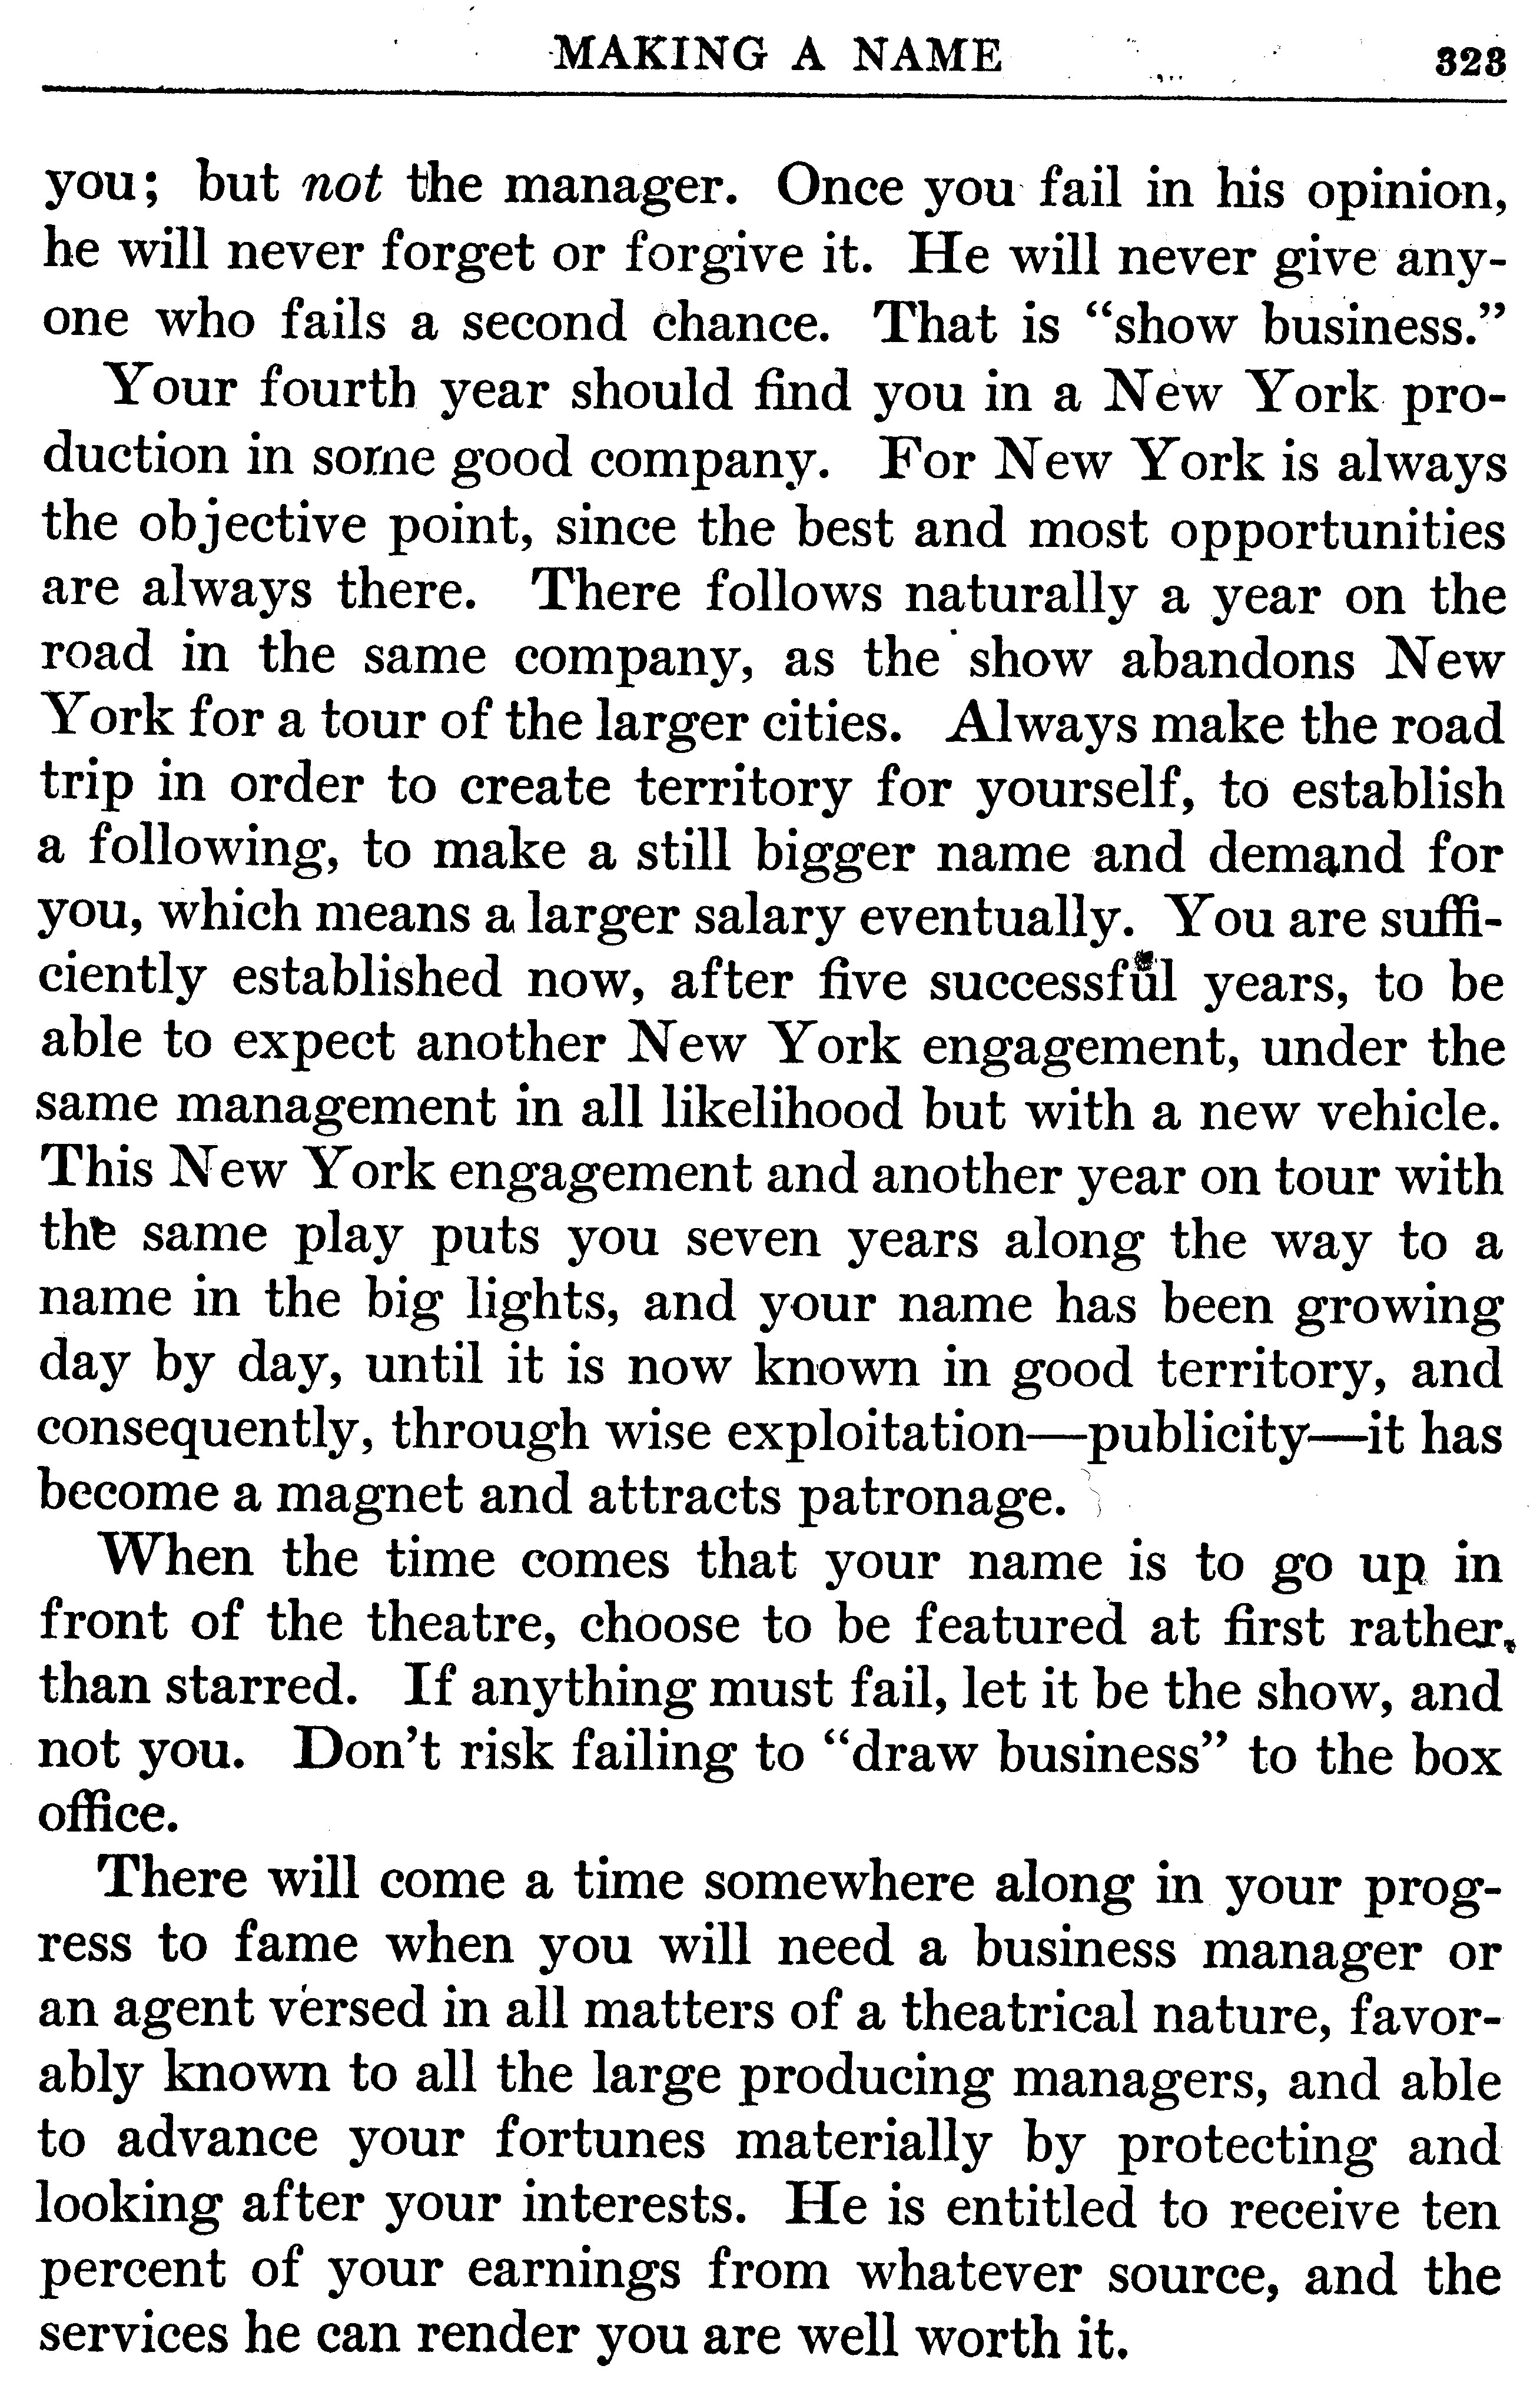 MAKING A NAME 323
you; but not the manager. Once you fail in his opinion,
he will never forget or forgive it. He will never give any-
one who fails a second chance. That is “show business.”
Your fourth year should find you in a New York pro-
duction in some good company. For New York is always
the objective point, since the best and most opportunities
are always there. There follows naturally a year on the
road in the same company, as the show abandons New
York for a tour of the larger cities. Always make the road
trip in order to create territory for yourself, to establish
a following, to make a still bigger name and demand for
you, which means a larger salary eventually. You are suffi-
ciently established now, after five successful years, to be
able to expect another New York engagement, under the
same management in all likelihood but with a new vehicle.
This New York engagement and another year on tour with
the same play puts you seven years along the way to a
name in the big lights, and your name has been growing
day by day, until it is now known in good territory, and
consequently, through wise exploitation—publicity—it has
become a magnet and attracts patronage.
When the time comes that your name is to go up in
front of the theatre, choose to be featured at first rather
than starred. If anything must fail, let it be the show, and
not you. Don’t risk failing to “draw business” to the box
office.
There will come a time somewhere along in your prog-
ress to fame when you will need a business manager or
an agent versed in all matters of a theatrical nature, favor-
ably known to all the large producing managers, and able
to advance your fortunes materially by protecting and
looking after your interests. He is entitled to receive ten
percent of your earnings from whatever source, and the
services he can render you are well worth it.